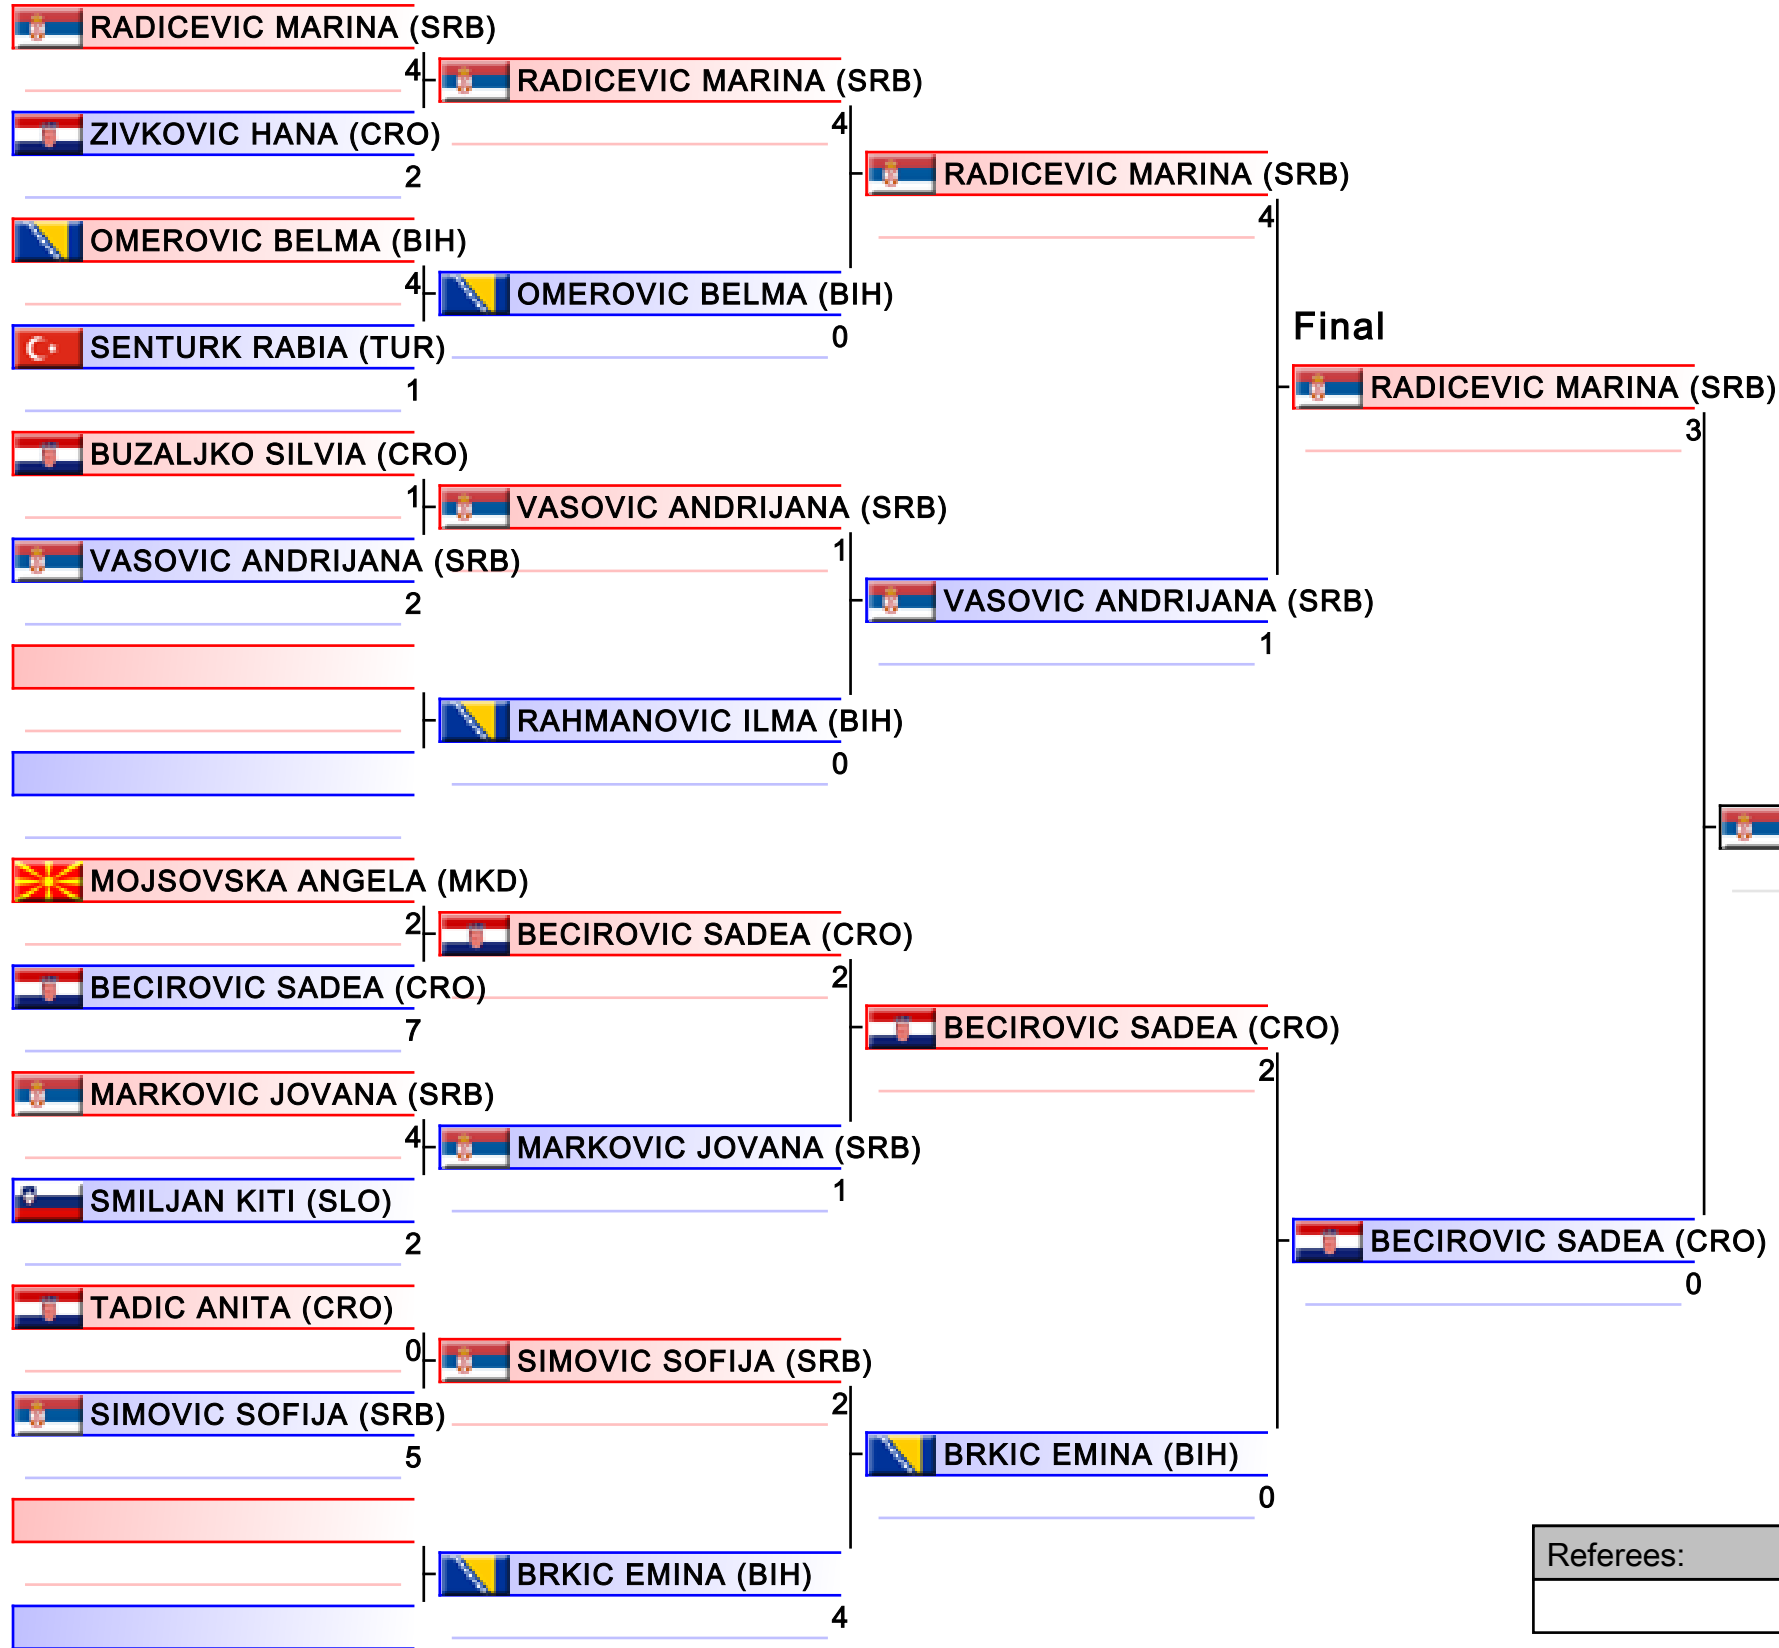 RADICEVIC MARINA (SRB)
4
RADICEVIC MARINA (SRB)
4
ZIVKOVIC HANA (CRO)
2
RADICEVIC MARINA (SRB)
4
OMEROVIC BELMA (BIH)
4
OMEROVIC BELMA (BIH)
0
SENTURK RABIA (TUR)
1
Final
RADICEVIC MARINA (SRB)
3
BUZALJKO SILVIA (CRO)
1
VASOVIC ANDRIJANA (SRB)
1
VASOVIC ANDRIJANA (SRB)
2
VASOVIC ANDRIJANA (SRB)
1
RAHMANOVIC ILMA (BIH)
0
MOJSOVSKA ANGELA (MKD)
2
BECIROVIC SADEA (CRO)
2
BECIROVIC SADEA (CRO)
7
BECIROVIC SADEA (CRO)
2
MARKOVIC JOVANA (SRB)
4
MARKOVIC JOVANA (SRB)
1
SMILJAN KITI (SLO)
2
BECIROVIC SADEA (CRO)
0
TADIC ANITA (CRO)
0
SIMOVIC SOFIJA (SRB)
2
SIMOVIC SOFIJA (SRB)
5
BRKIC EMINA (BIH)
0
BRKIC EMINA (BIH)
4
Referees: